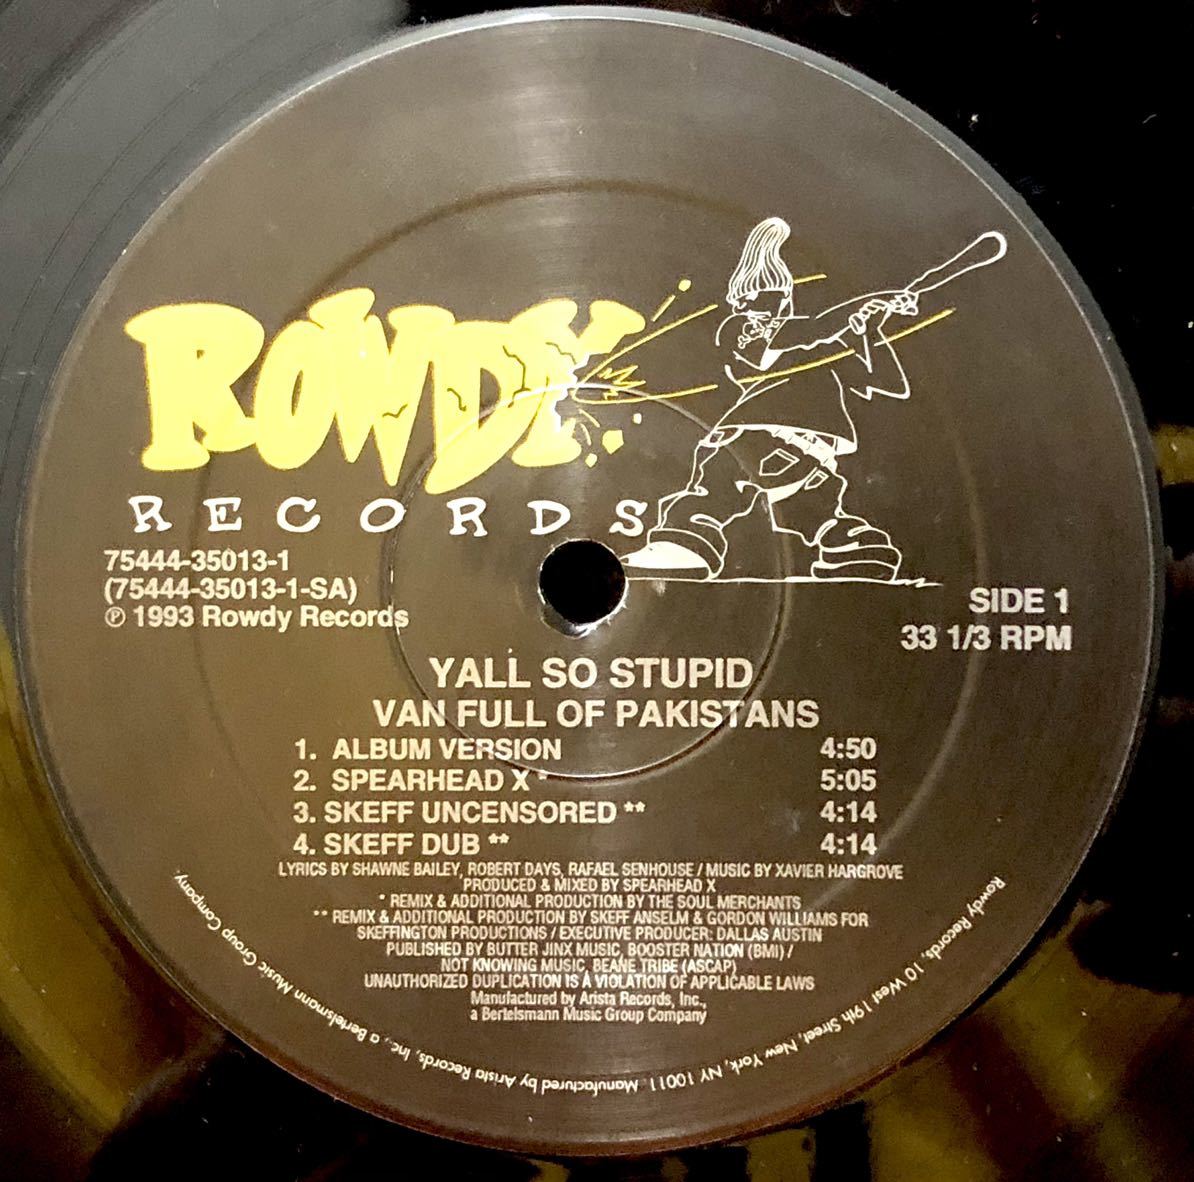 ROWDY
RECORDS
75444-35013-1
(75444-35013-1-SA)
℗ 1993 Rowdy Records
SIDE 1
33 1/3 RPM
YALL SO STUPID
VAN FULL OF PAKISTANS
1. ALBUM VERSION 4:50
2. SPEARHEAD X * 5:05
3. SKEFF UNCENSORED ** 4:14
4. SKEFF DUB ** 4:14
LYRICS BY SHAWNE BAILEY, ROBERT DAYS, RAFAEL SENHOUSE / MUSIC BY XAVIER HARGROVE
PRODUCED & MIXED BY SPEARHEAD X
* REMIX & ADDITIONAL PRODUCTION BY THE SOUL MERCHANTS
** REMIX & ADDITIONAL PRODUCTION BY SKEFF ANSELM & GORDON WILLIAMS FOR
SKEFFINGTON PRODUCTIONS / EXECUTIVE PRODUCER: DALLAS AUSTIN
PUBLISHED BY BUTTER JINX MUSIC, BOOSTER NATION (BMI) /
NOT KNOWING MUSIC, BEANE TRIBE (ASCAP)
UNAUTHORIZED DUPLICATION IS A VIOLATION OF APPLICABLE LAWS
Manufactured by Arista Records, Inc.,
a Bertelsmann Music Group Company
Rowdy Records, 10 West 19th Street, New York, NY 10011. Manufactured by Arista Records, Inc., a Bertelsmann Music Group Company.